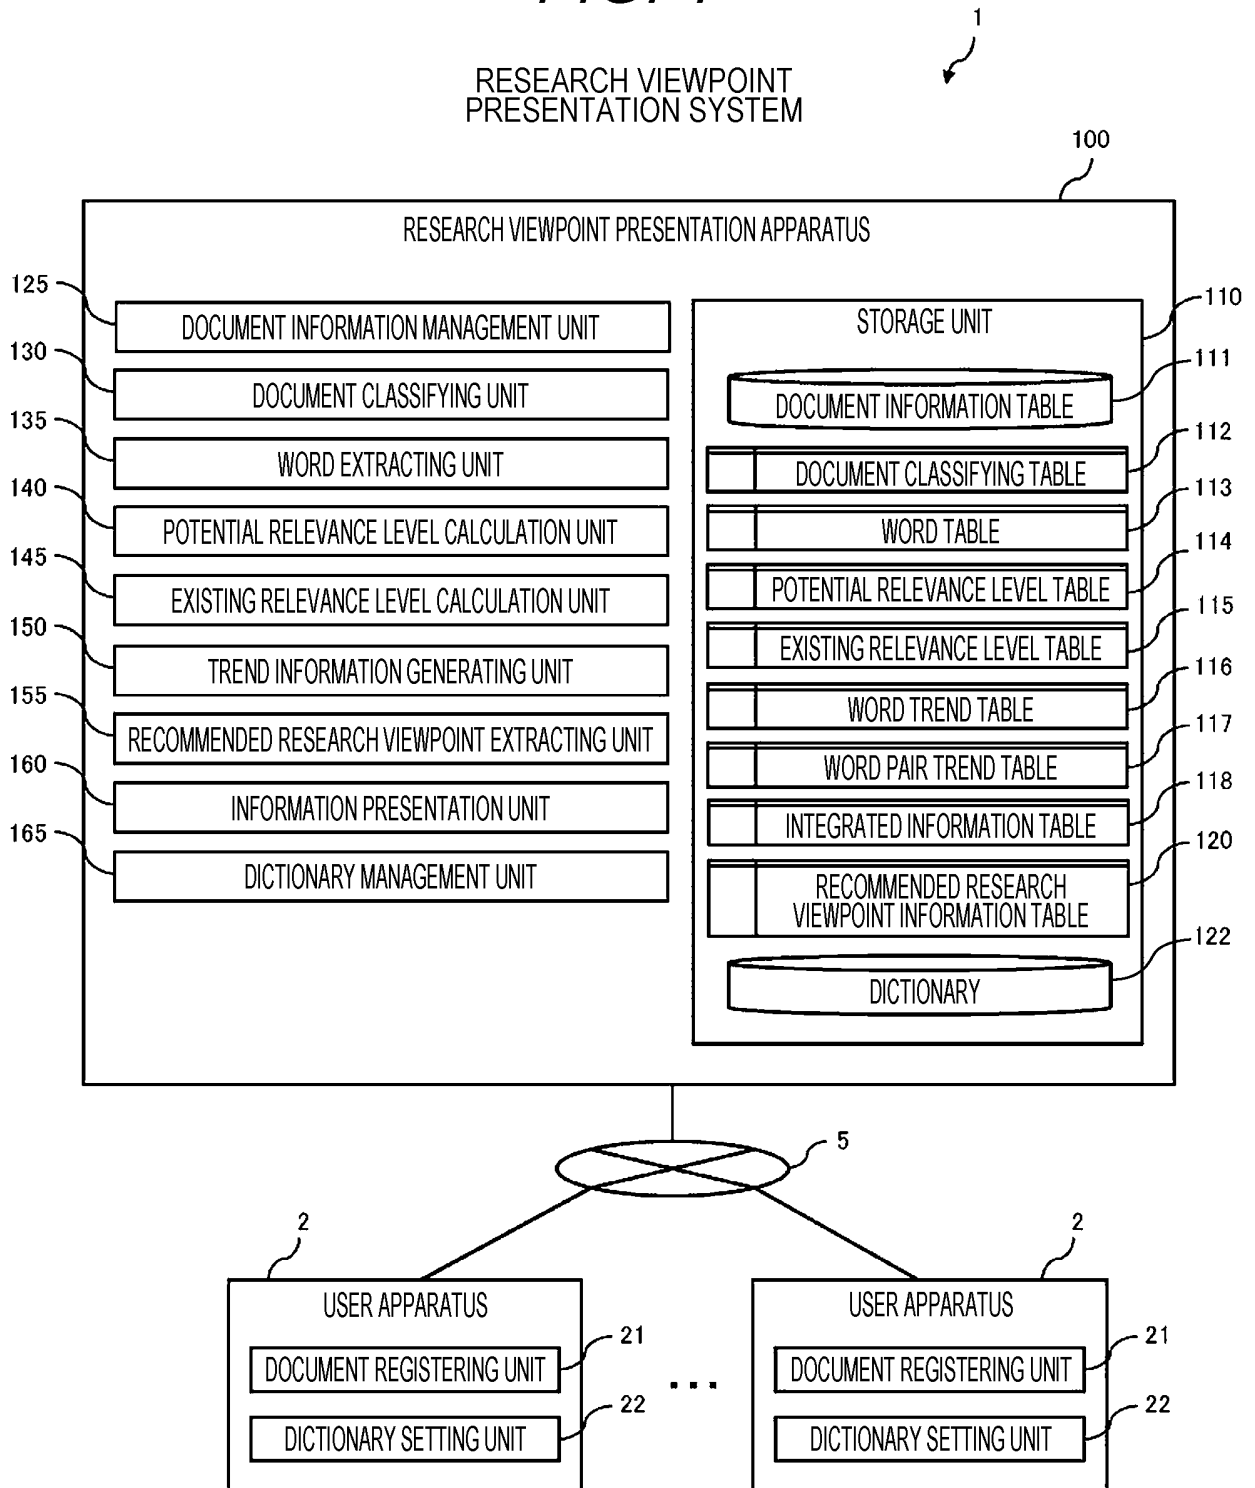 1
RESEARCH VIEWPOINT
PRESENTATION SYSTEM
100
RESEARCH VIEWPOINT PRESENTATION APPARATUS
125
DOCUMENT INFORMATION MANAGEMENT UNIT
130
DOCUMENT CLASSIFYING UNIT
135
WORD EXTRACTING UNIT
140
POTENTIAL RELEVANCE LEVEL CALCULATION UNIT
145
EXISTING RELEVANCE LEVEL CALCULATION UNIT
150
TREND INFORMATION GENERATING UNIT
155
RECOMMENDED RESEARCH VIEWPOINT EXTRACTING UNIT
160
INFORMATION PRESENTATION UNIT
165
DICTIONARY MANAGEMENT UNIT
110
STORAGE UNIT
111
DOCUMENT INFORMATION TABLE
112
DOCUMENT CLASSIFYING TABLE
113
WORD TABLE
114
POTENTIAL RELEVANCE LEVEL TABLE
115
EXISTING RELEVANCE LEVEL TABLE
116
WORD TREND TABLE
117
WORD PAIR TREND TABLE
118
INTEGRATED INFORMATION TABLE
120
RECOMMENDED RESEARCH
VIEWPOINT INFORMATION TABLE
122
DICTIONARY
5
2
USER APPARATUS
21
DOCUMENT REGISTERING UNIT
22
DICTIONARY SETTING UNIT
...
2
USER APPARATUS
21
DOCUMENT REGISTERING UNIT
22
DICTIONARY SETTING UNIT